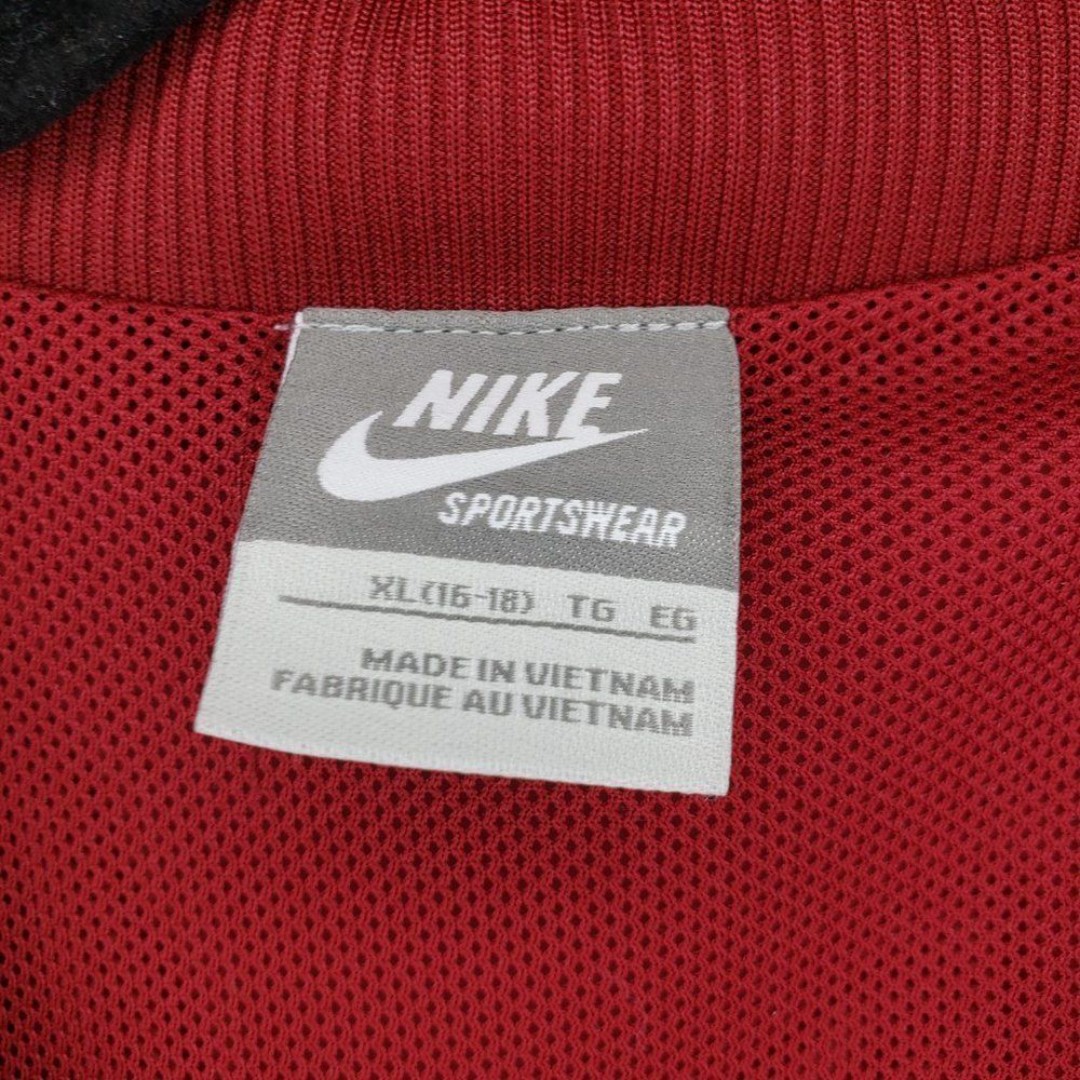 NIKE
SPORTSWEAR
XL(16-18) TG EG
MADE IN VIETNAM
FABRIQUE AU VIETNAM